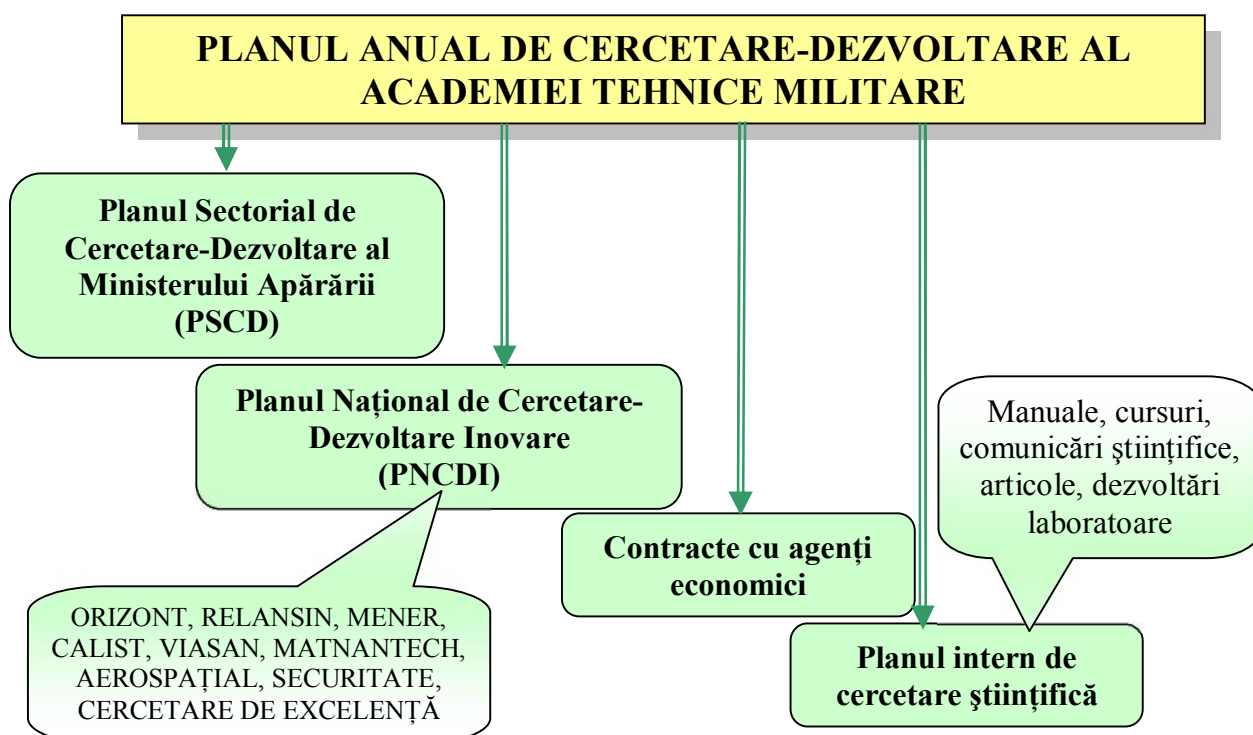 PLANUL ANUAL DE CERCETARE-DEZVOLTARE AL
ACADEMIEI TEHNICE MILITARE
Planul Sectorial de
Cercetare-Dezvoltare al
Ministerului Apărării
(PSCD)
Planul Național de Cercetare-
Dezvoltare Inovare
(PNCDI)
Manuale, cursuri,
comunicări ştiințifice,
articole, dezvoltări
laboratoare
Contracte cu agenți
economici
ORIZONT, RELANSIN, MENER,
CALIST, VIASAN, MATNANTECH,
AEROSPAȚIAL, SECURITATE,
CERCETARE DE EXCELENȚĂ
Planul intern de
cercetare ştiințifică